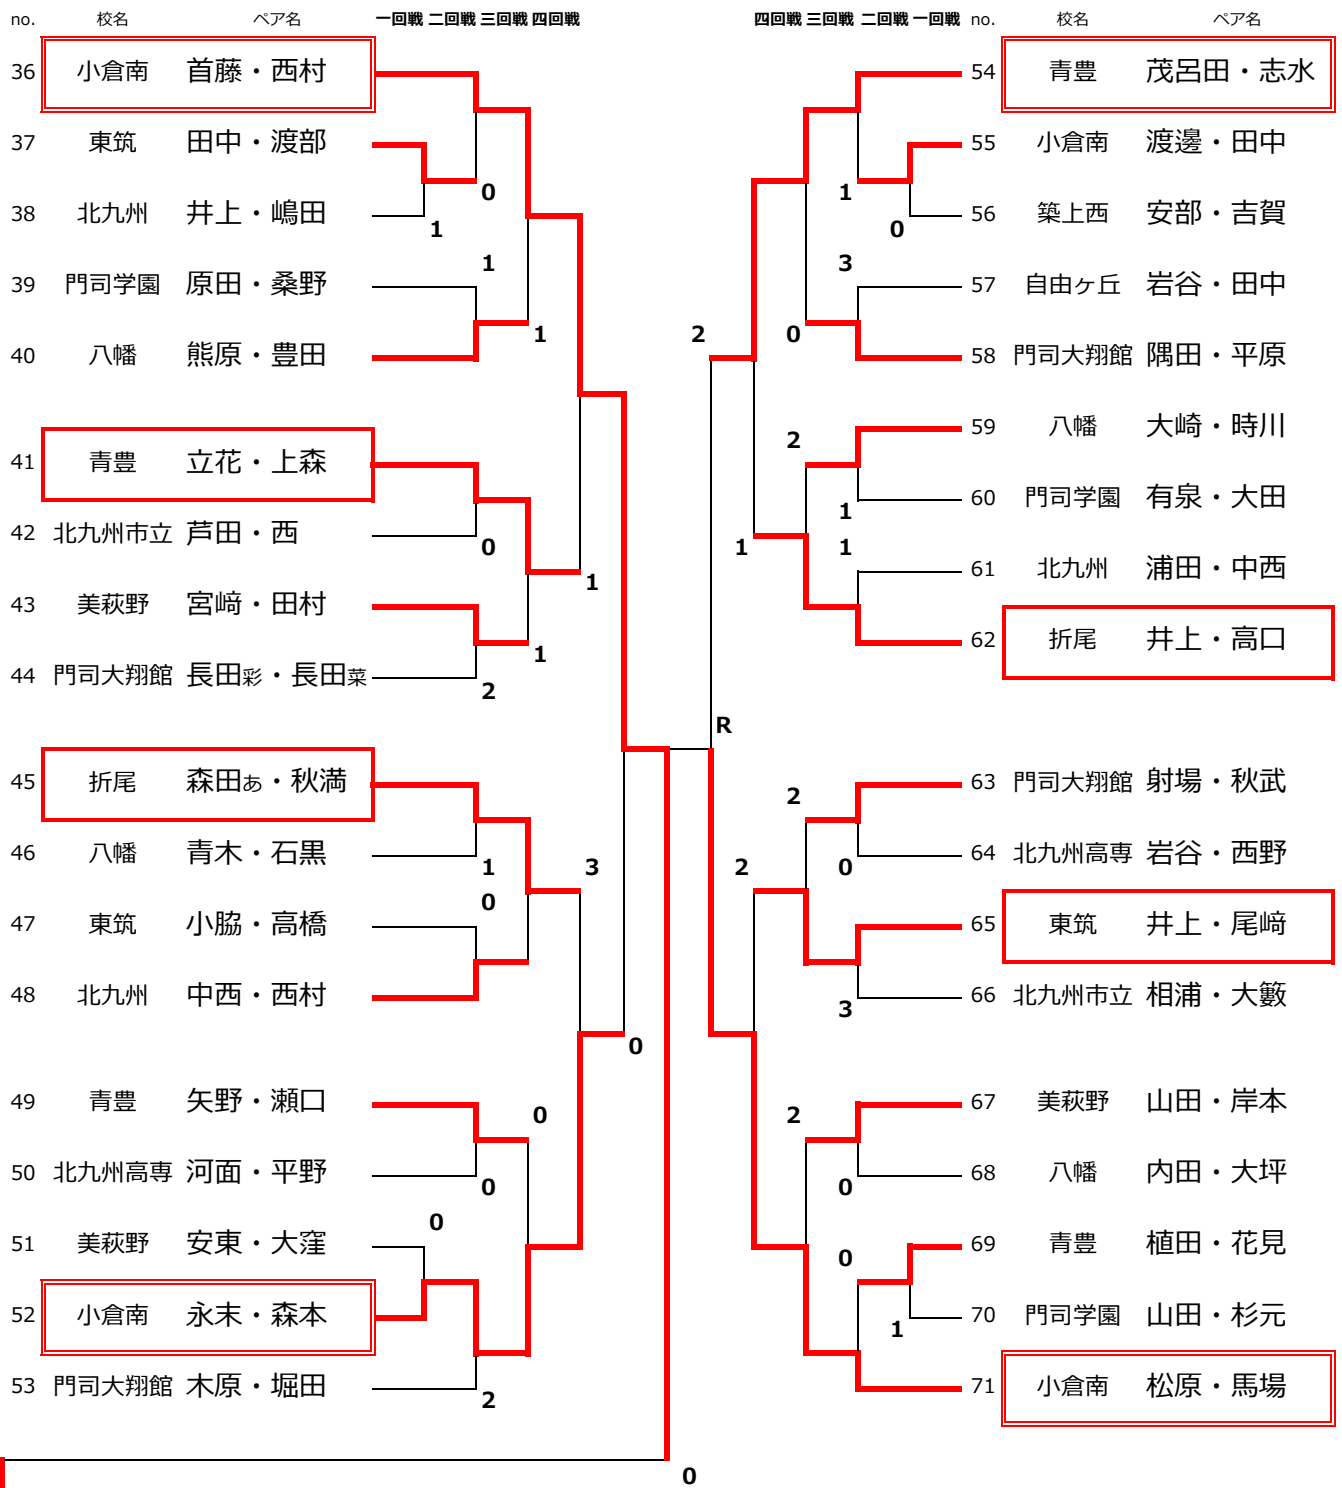 no. 校名 ペア名 一回戦 二回戦 三回戦 四回戦
36 小倉南 首藤・西村
37 東筑 田中・渡部
0
38 北九州 井上・嶋田
1
1
39 門司学園 原田・桑野
1
40 八幡 熊原・豊田
41 青豊 立花・上森
42 北九州市立 芦田・西
0
1
43 美萩野 宮﨑・田村
1
44 門司大翔館 長田彩・長田菜
2
45 折尾 森田あ・秋満
46 八幡 青木・石黒
1
3
0
47 東筑 小脇・高橋
48 北九州 中西・西村
0
49 青豊 矢野・瀬口
0
50 北九州高専 河面・平野
0
0
51 美萩野 安東・大窪
52 小倉南 永末・森本
53 門司大翔館 木原・堀田
2
四回戦 三回戦 二回戦 一回戦 no. 校名 ペア名
54 青豊 茂呂田・志水
55 小倉南 渡邊・田中
1
56 築上西 安部・吉賀
0
3
57 自由ヶ丘 岩谷・田中
2
0
58 門司大翔館 隅田・平原
59 八幡 大崎・時川
2
60 門司学園 有泉・大田
1
1
1
61 北九州 浦田・中西
62 折尾 井上・高口
R
63 門司大翔館 射場・秋武
2
64 北九州高専 岩谷・西野
2
0
65 東筑 井上・尾﨑
66 北九州市立 相浦・大籔
3
67 美萩野 山田・岸本
2
68 八幡 内田・大坪
0
69 青豊 植田・花見
0
70 門司学園 山田・杉元
1
71 小倉南 松原・馬場
0